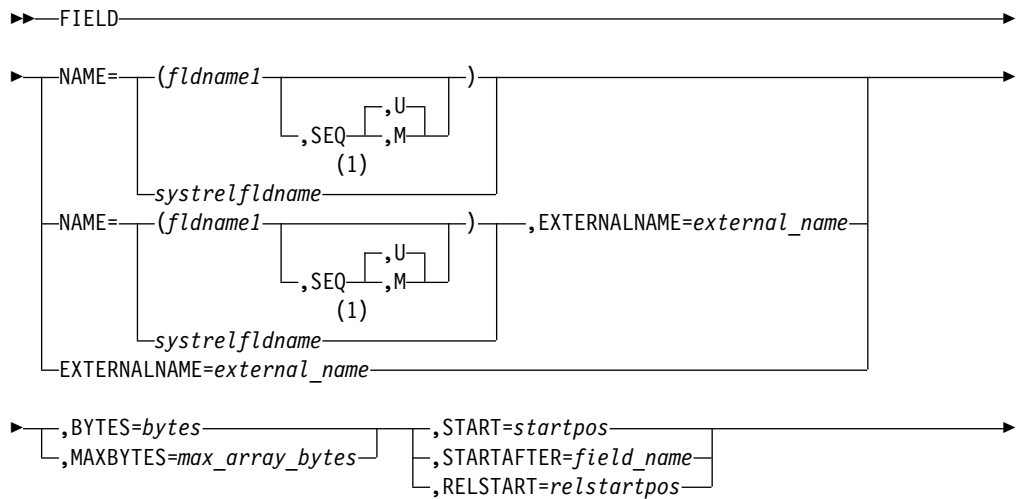 FIELD
NAME= (fldname1 )
,U
,SEQ ,M
(1)
systrelfldname
NAME= (fldname1 ) ,EXTERNALNAME=external_name
,U
,SEQ ,M
(1)
systrelfldname
EXTERNALNAME=external_name
,BYTES=bytes ,START=startpos
,MAXBYTES=max_array_bytes ,STARTAFTER=field_name
,RELSTART=relstartpos